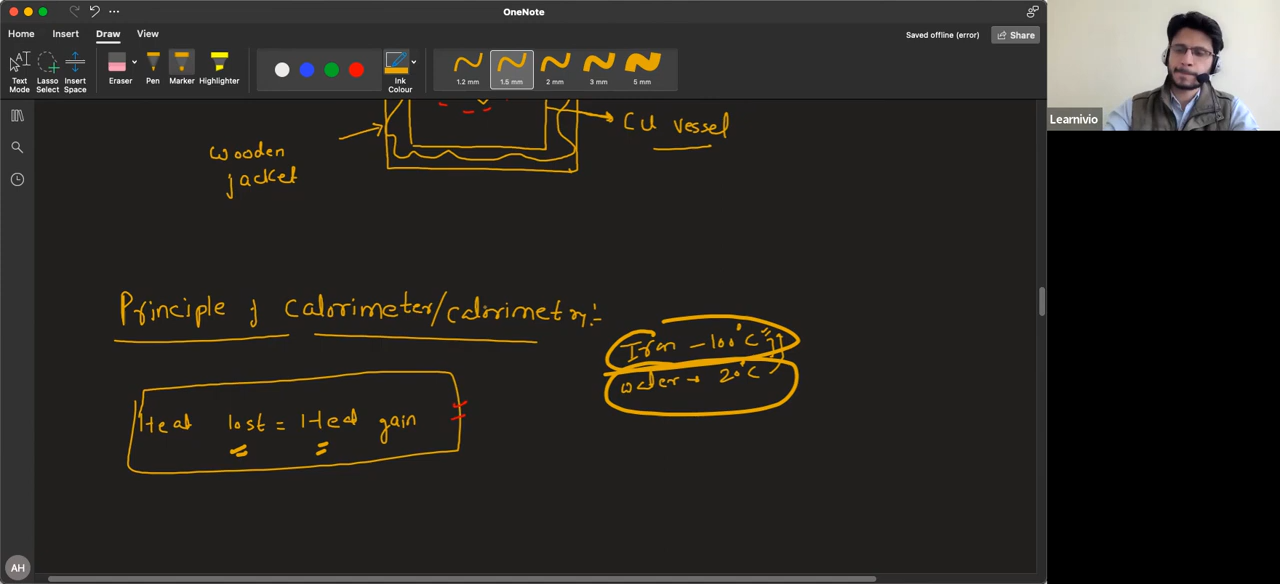 OneNote
Home Insert Draw View
Saved offline (error)
Share
Text Mode
Lasso Select
Insert Space
Eraser
Pen
Marker
Highlighter
Ink Colour
1.2 mm
1.5 mm
2 mm
3 mm
5 mm
Learnivio
Cu vessel
wooden
jacket
Principle of Calorimeter/calorimetry:-
Iron - 100°C
water → 20°C
Heat lost = Heat gain
AH